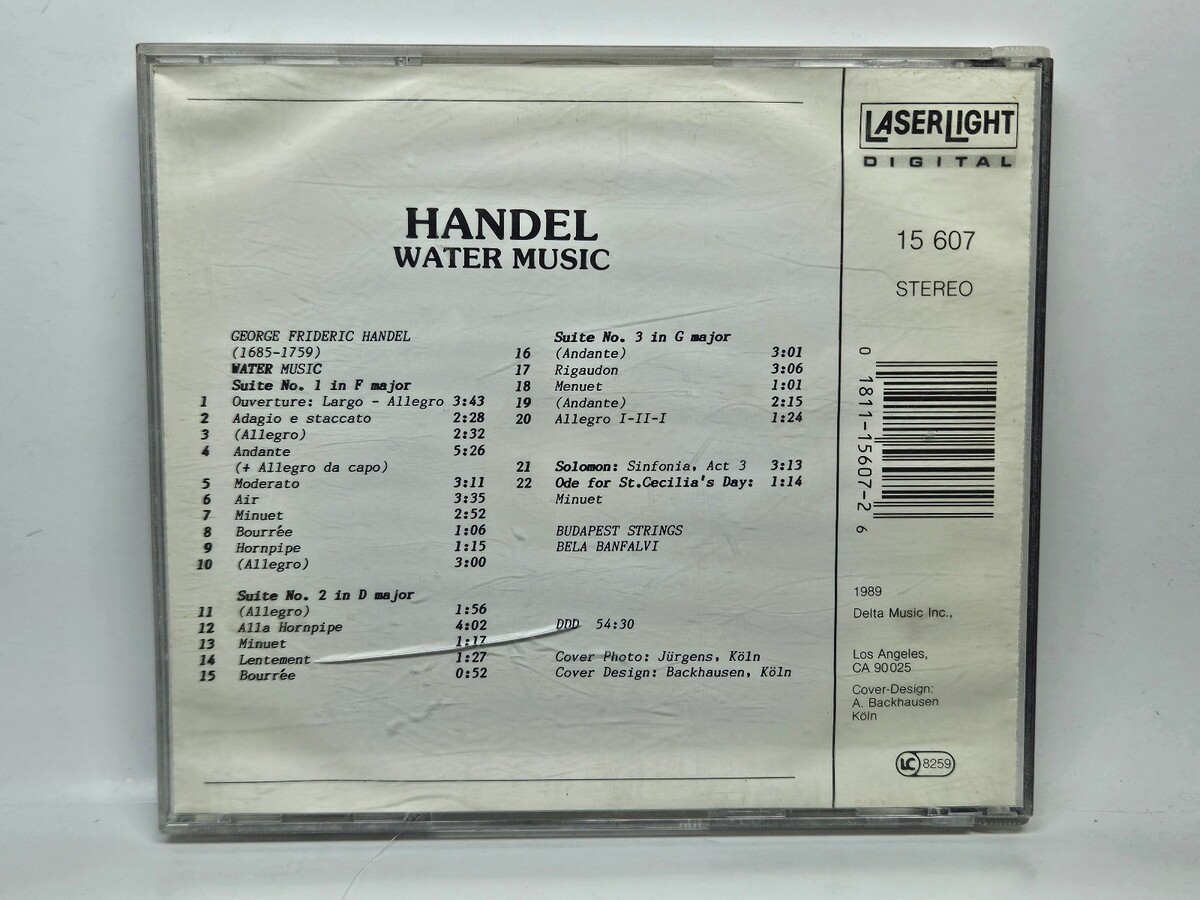 HANDEL
WATER MUSIC
GEORGE FRIDERIC HANDEL
(1685-1759)
WATER MUSIC
Suite No. 1 in F major
1 Ouverture: Largo - Allegro 3:43
2 Adagio e staccato 2:28
3 (Allegro) 2:32
4 Andante 5:26
(+ Allegro da capo)
5 Moderato 3:11
6 Air 3:35
7 Minuet 2:52
8 Bourrée 1:06
9 Hornpipe 1:15
10 (Allegro) 3:00
Suite No. 2 in D major
11 (Allegro) 1:56
12 Alla Hornpipe 4:02
13 Minuet 1:17
14 Lentement 1:27
15 Bourrée 0:52
Suite No. 3 in G major
16 (Andante) 3:01
17 Rigaudon 3:06
18 Menuet 1:01
19 (Andante) 2:15
20 Allegro I-II-I 1:24
21 Solomon: Sinfonia, Act 3 3:13
22 Ode for St.Cecilia's Day: 1:14
Minuet
BUDAPEST STRINGS
BELA BANFALVI
DDD 54:30
Cover Photo: Jürgens, Köln
Cover Design: Backhausen, Köln
LASERLIGHT
DIGITAL
15 607
STEREO
0 1811-15607-2 6
1989
Delta Music Inc.,
Los Angeles,
CA 90025
Cover-Design:
A. Backhausen
Köln
LC 8259